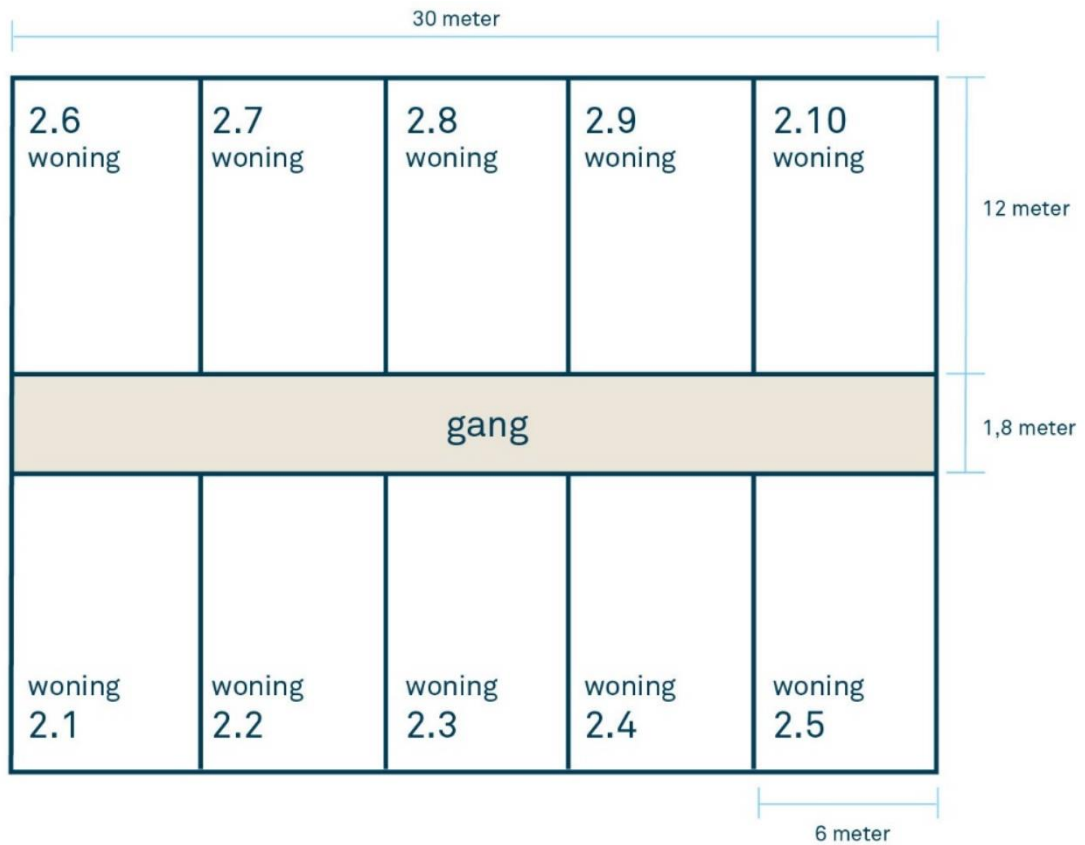 30 meter
2.6
woning
2.7
woning
2.8
woning
2.9
woning
2.10
woning
12 meter
gang
1,8 meter
woning
2.1
woning
2.2
woning
2.3
woning
2.4
woning
2.5
6 meter